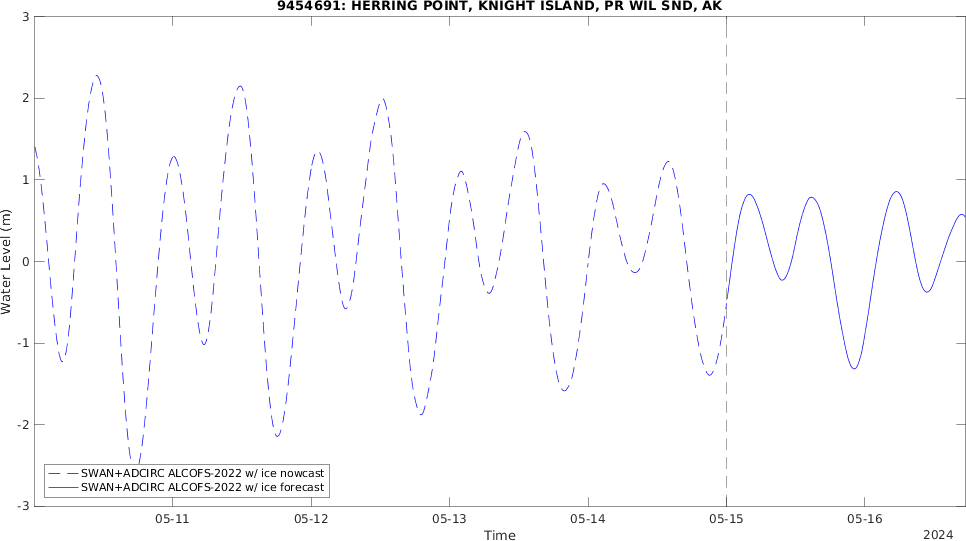 9454691: HERRING POINT, KNIGHT ISLAND, PR WIL SND, AK
3
2
1
0
-1
-2
-3
Water Level (m)
SWAN+ADCIRC ALCOFS-2022 w/ ice nowcast
SWAN+ADCIRC ALCOFS-2022 w/ ice forecast
05-11 05-12 05-13 05-14 05-15 05-16
Time
2024